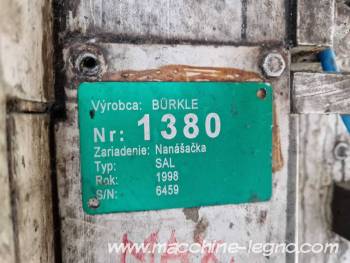 Výrobca: BÜRKLE
Nr: 1380
Zariadenie: Nanášačka
Typ: SAL
Rok: 1998
S/N: 6459
www.macchine-legno.com